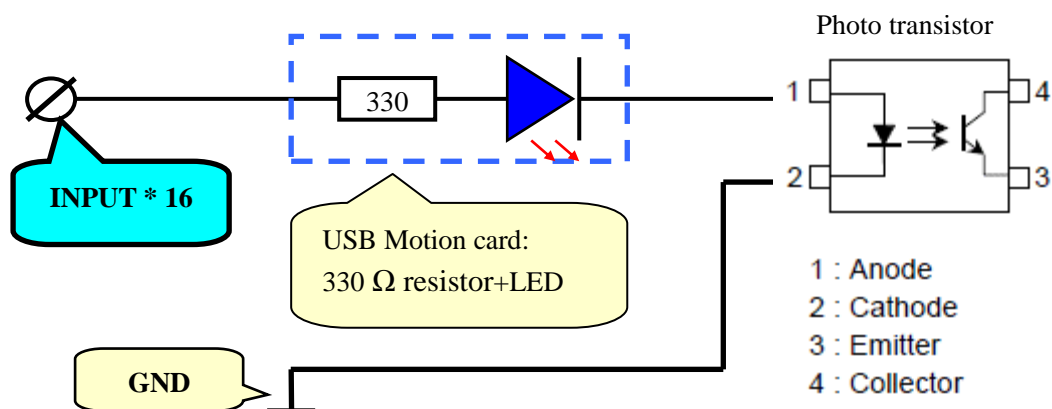 Photo transistor
330
1
4
INPUT * 16
2
3
USB Motion card:
330 Ω resistor+LED
1 : Anode
2 : Cathode
3 : Emitter
4 : Collector
GND